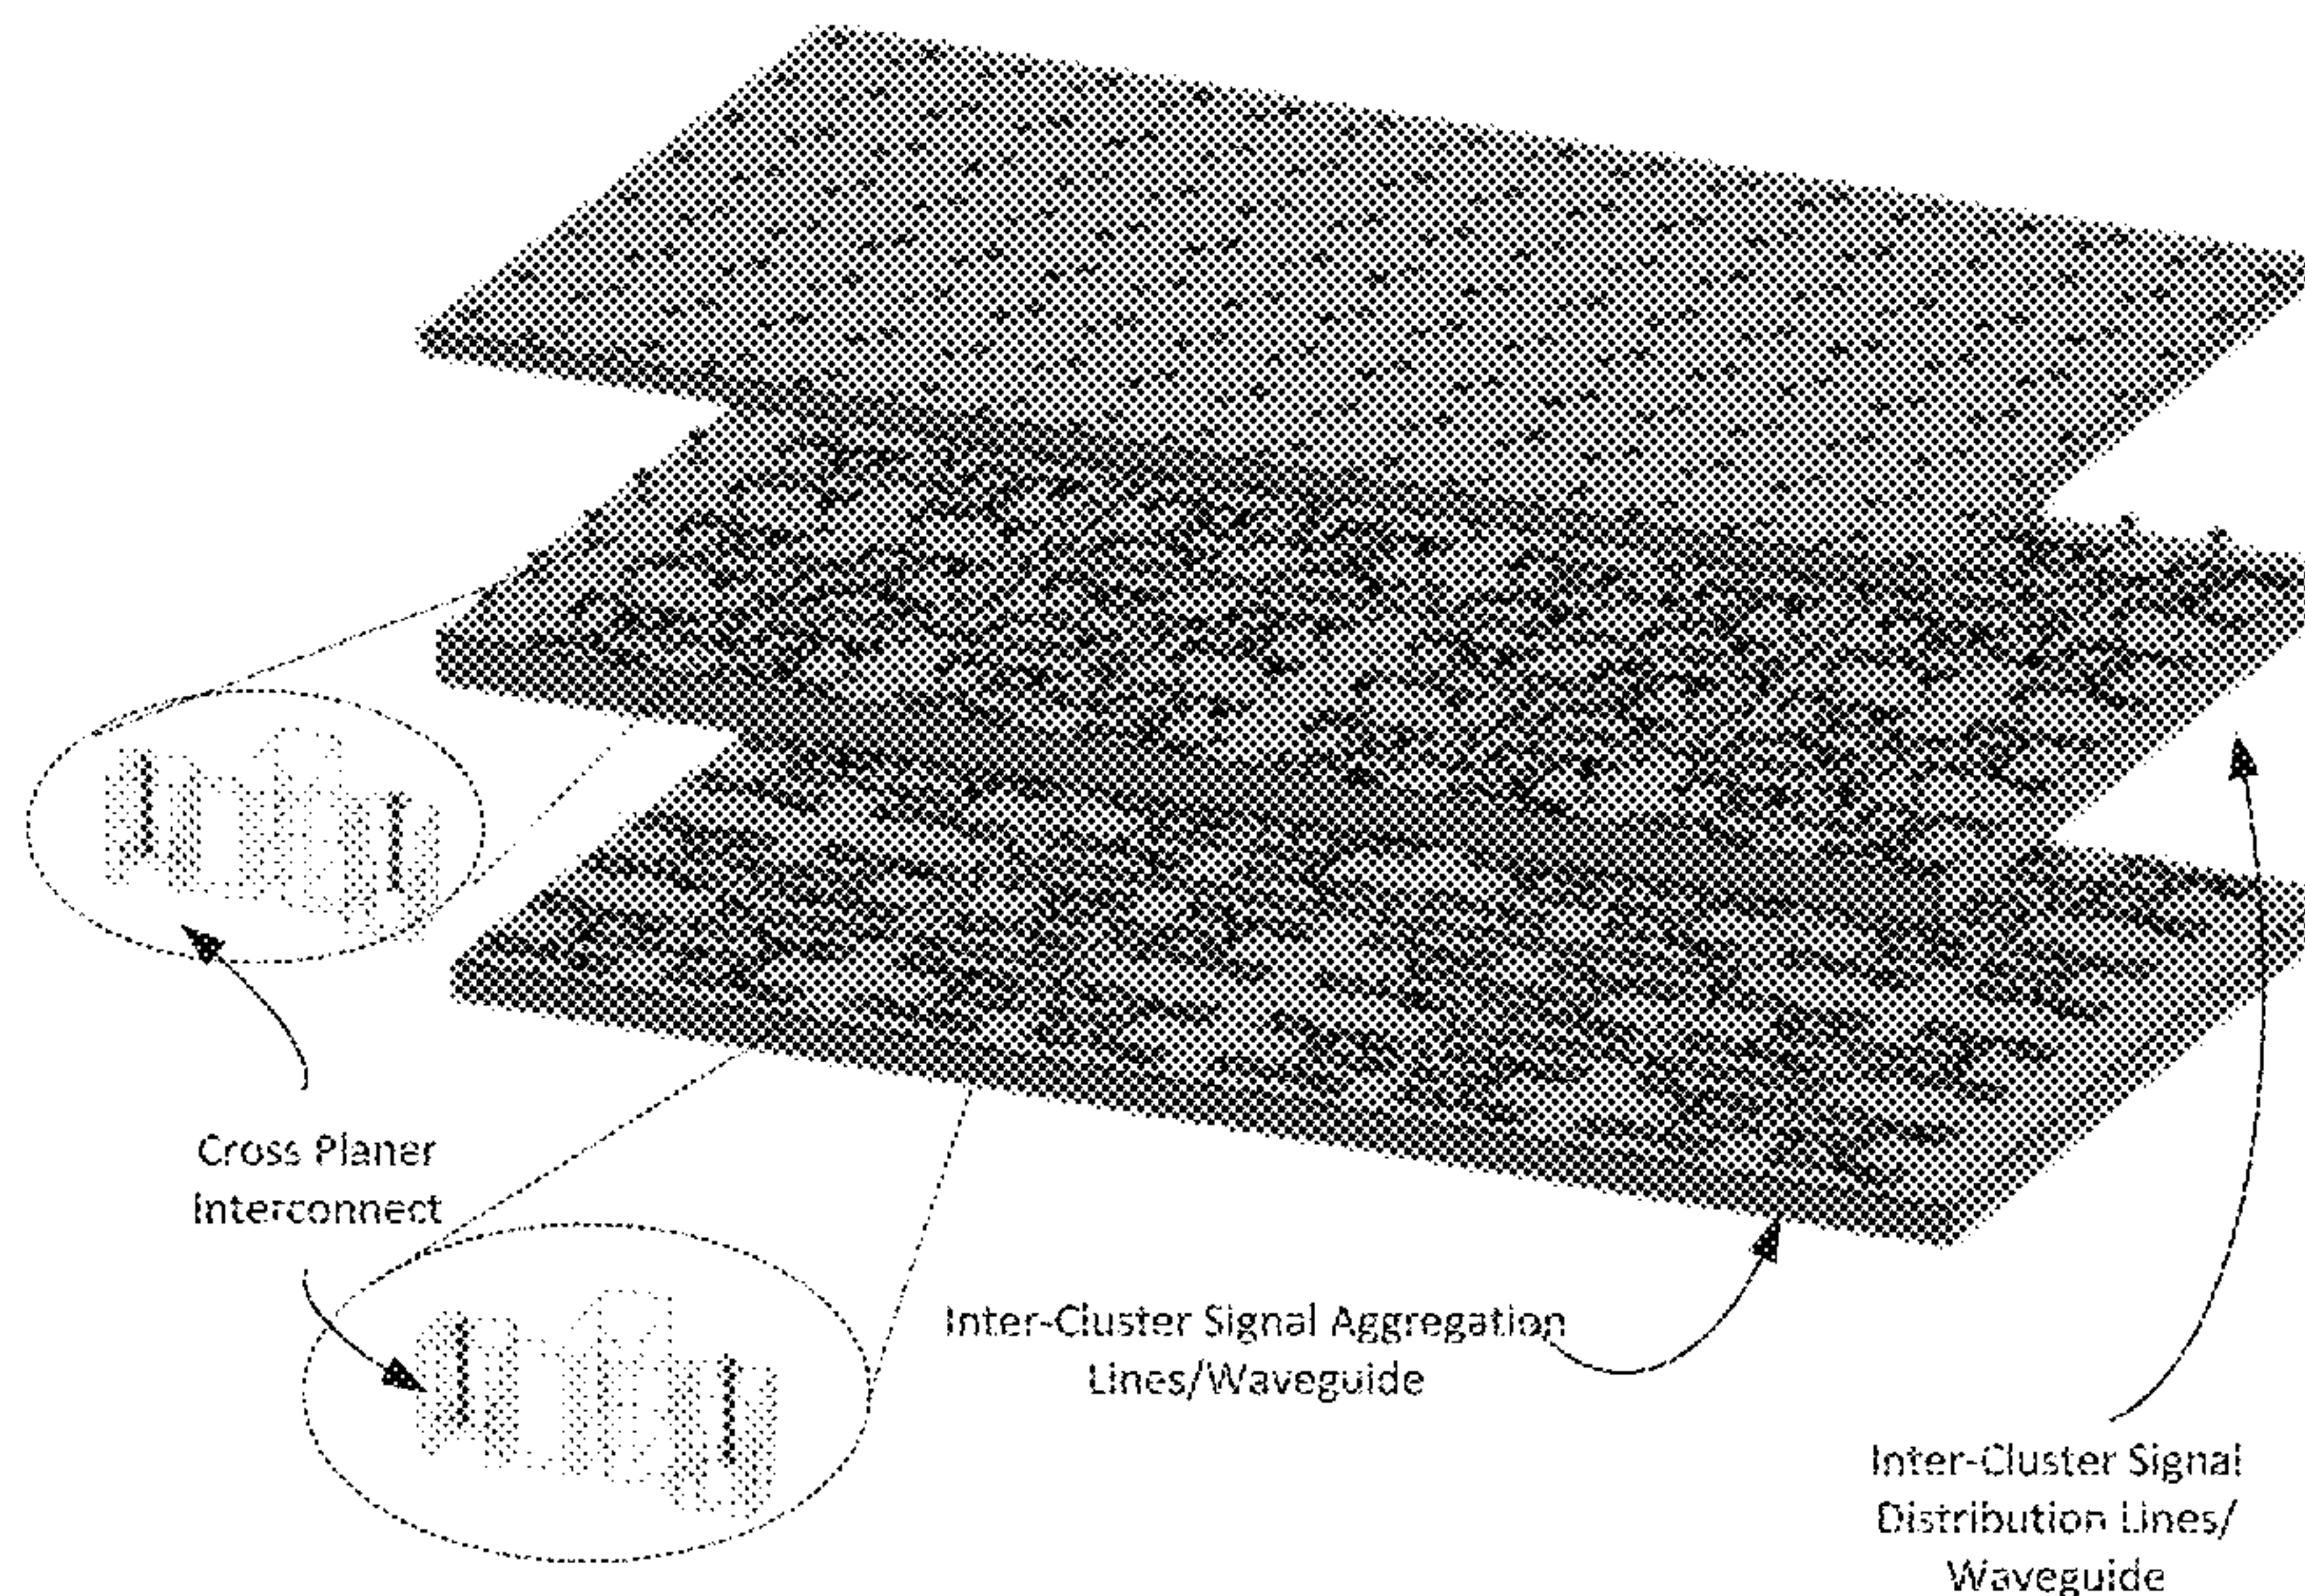 Cross Planer
Interconnect
Inter-Cluster Signal Aggregation
Lines/Waveguide
Inter-Cluster Signal
Distribution Lines/
Waveguide